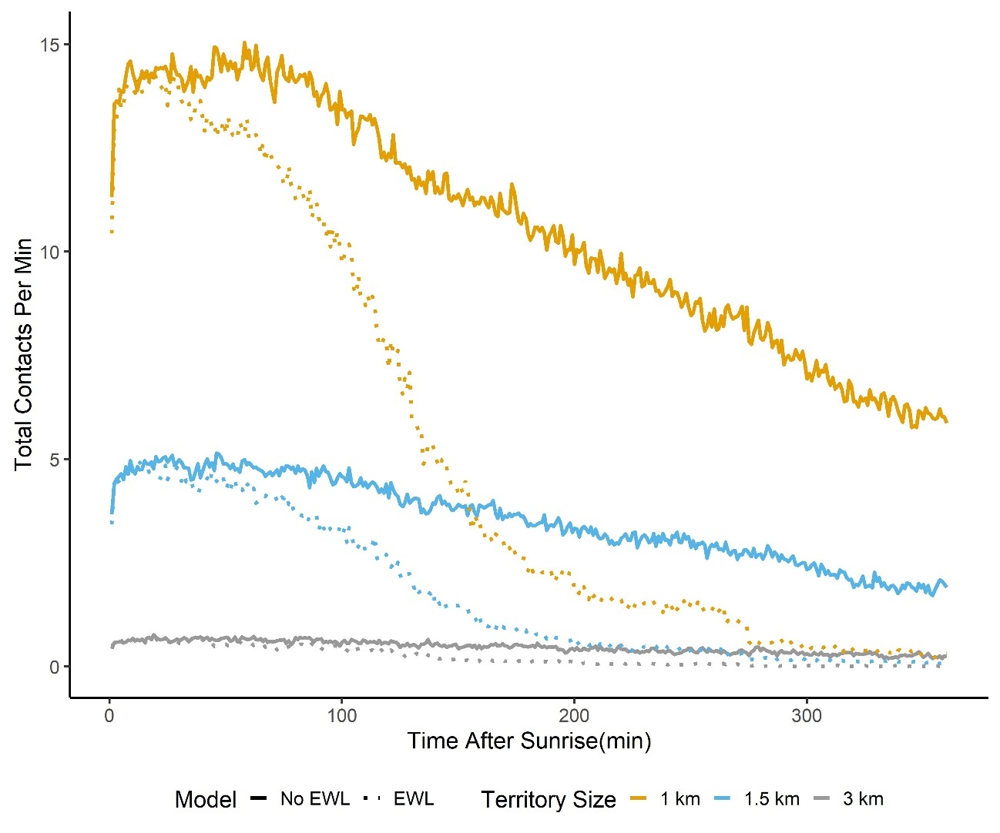 15
10
5
0
Total Contacts Per Min
0 100 200 300
Time After Sunrise(min)
Model No EWL EWL Territory Size 1 km 1.5 km 3 km